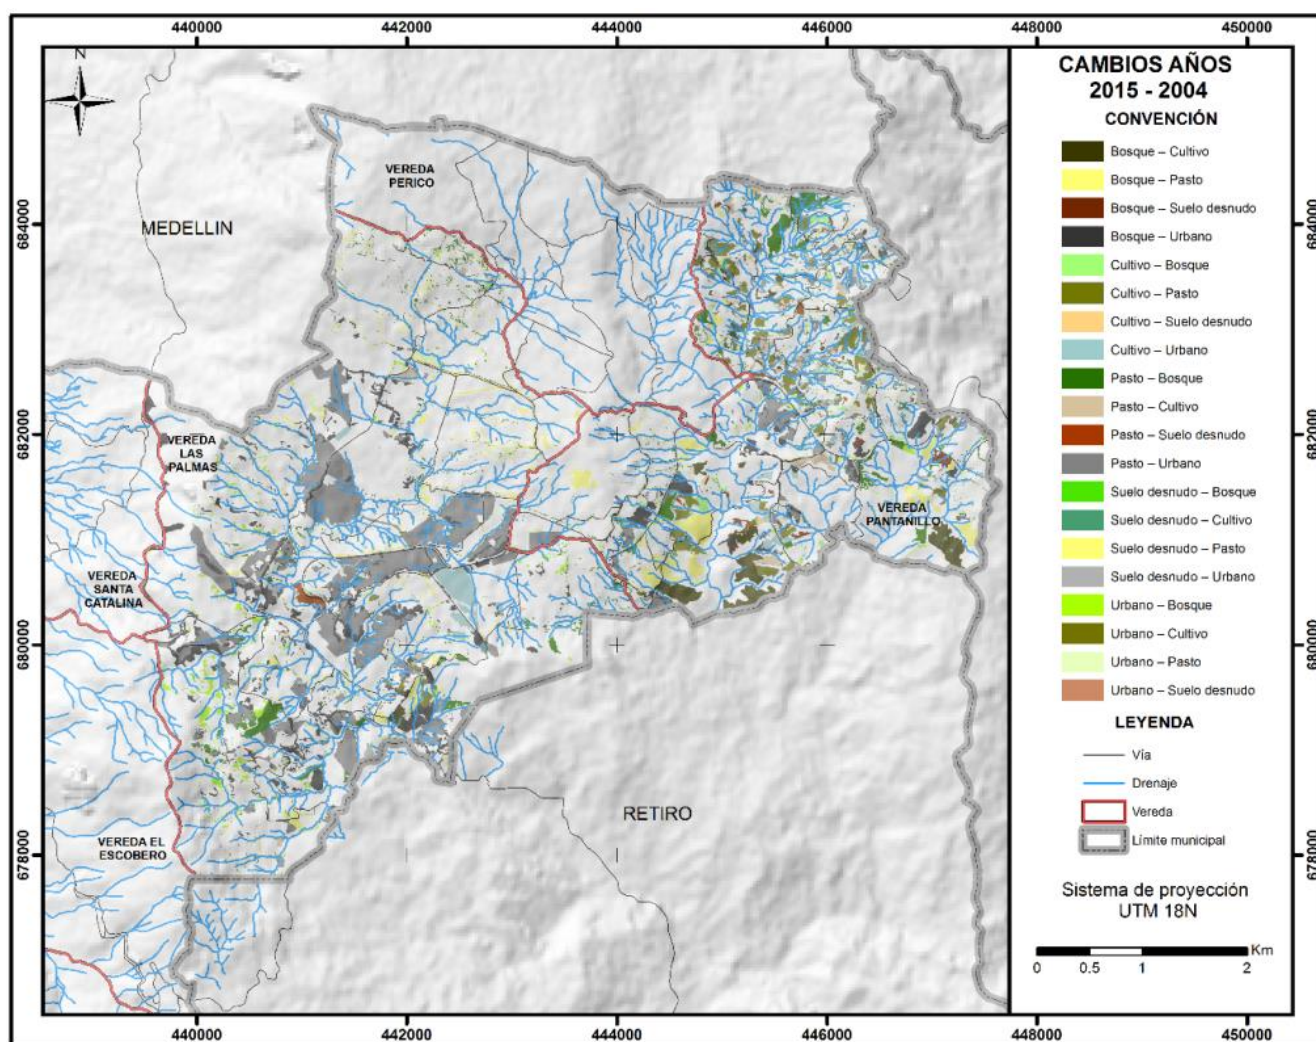 440000 442000 444000 446000 448000 450000
N
684000
682000
680000
678000
MEDELLIN
VEREDA
PERICO
VEREDA
LAS
PALMAS
VEREDA
SANTA
CATALINA
VEREDA
PANTANILLO
VEREDA EL
ESCOBERO
RETIRO
CAMBIOS AÑOS
2015 - 2004
CONVENCIÓN
Bosque – Cultivo
Bosque – Pasto
Bosque – Suelo desnudo
Bosque – Urbano
Cultivo – Bosque
Cultivo – Pasto
Cultivo – Suelo desnudo
Cultivo – Urbano
Pasto – Bosque
Pasto – Cultivo
Pasto – Suelo desnudo
Pasto – Urbano
Suelo desnudo – Bosque
Suelo desnudo – Cultivo
Suelo desnudo – Pasto
Suelo desnudo – Urbano
Urbano – Bosque
Urbano – Cultivo
Urbano – Pasto
Urbano – Suelo desnudo
LEYENDA
Vía
Drenaje
Vereda
Límite municipal
Sistema de proyección
UTM 18N
Km
0 0.5 1 2
684000
682000
680000
678000
440000 442000 444000 446000 448000 450000